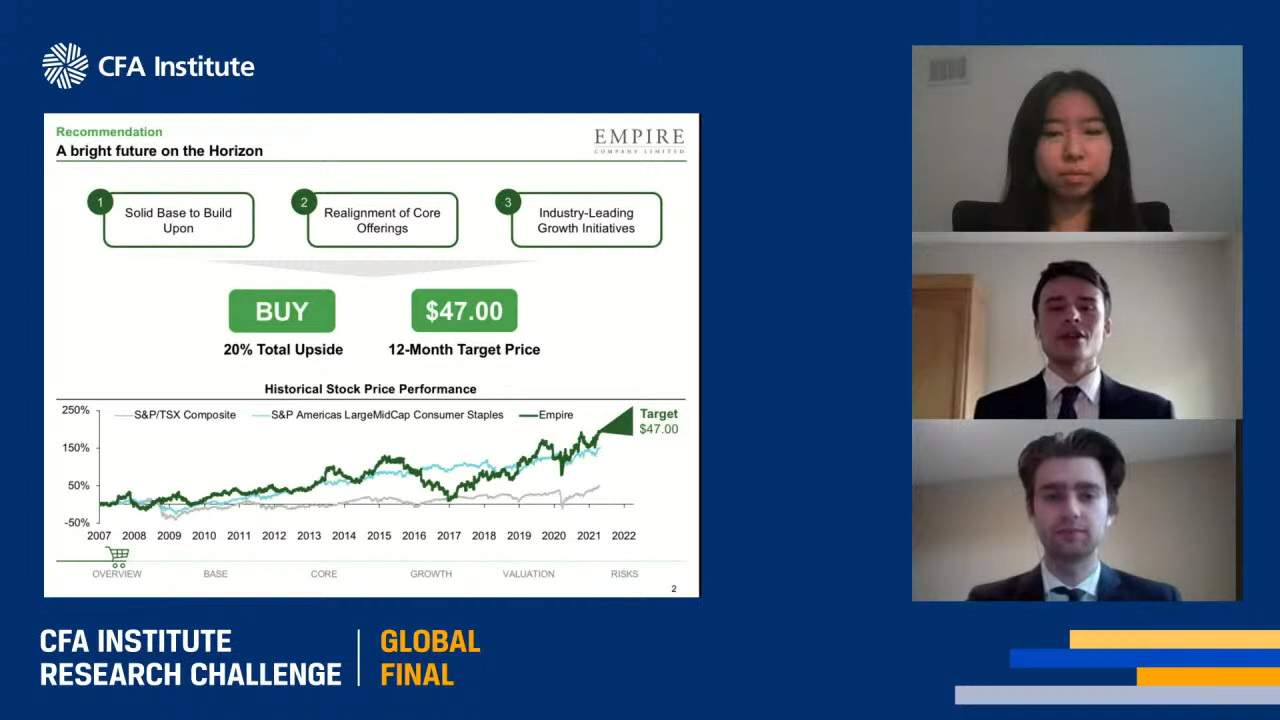 CFA Institute
Recommendation
A bright future on the Horizon
EMPIRE
COMPANY LIMITED
1
Solid Base to Build
Upon
2
Realignment of Core
Offerings
3
Industry-Leading
Growth Initiatives
BUY
$47.00
20% Total Upside
12-Month Target Price
Historical Stock Price Performance
S&P/TSX Composite
S&P Americas LargeMidCap Consumer Staples
Empire
Target
$47.00
250%
150%
50%
-50%
2007 2008 2009 2010 2011 2012 2013 2014 2015 2016 2017 2018 2019 2020 2021 2022
OVERVIEW BASE CORE GROWTH VALUATION RISKS
2
CFA INSTITUTE
RESEARCH CHALLENGE
GLOBAL
FINAL